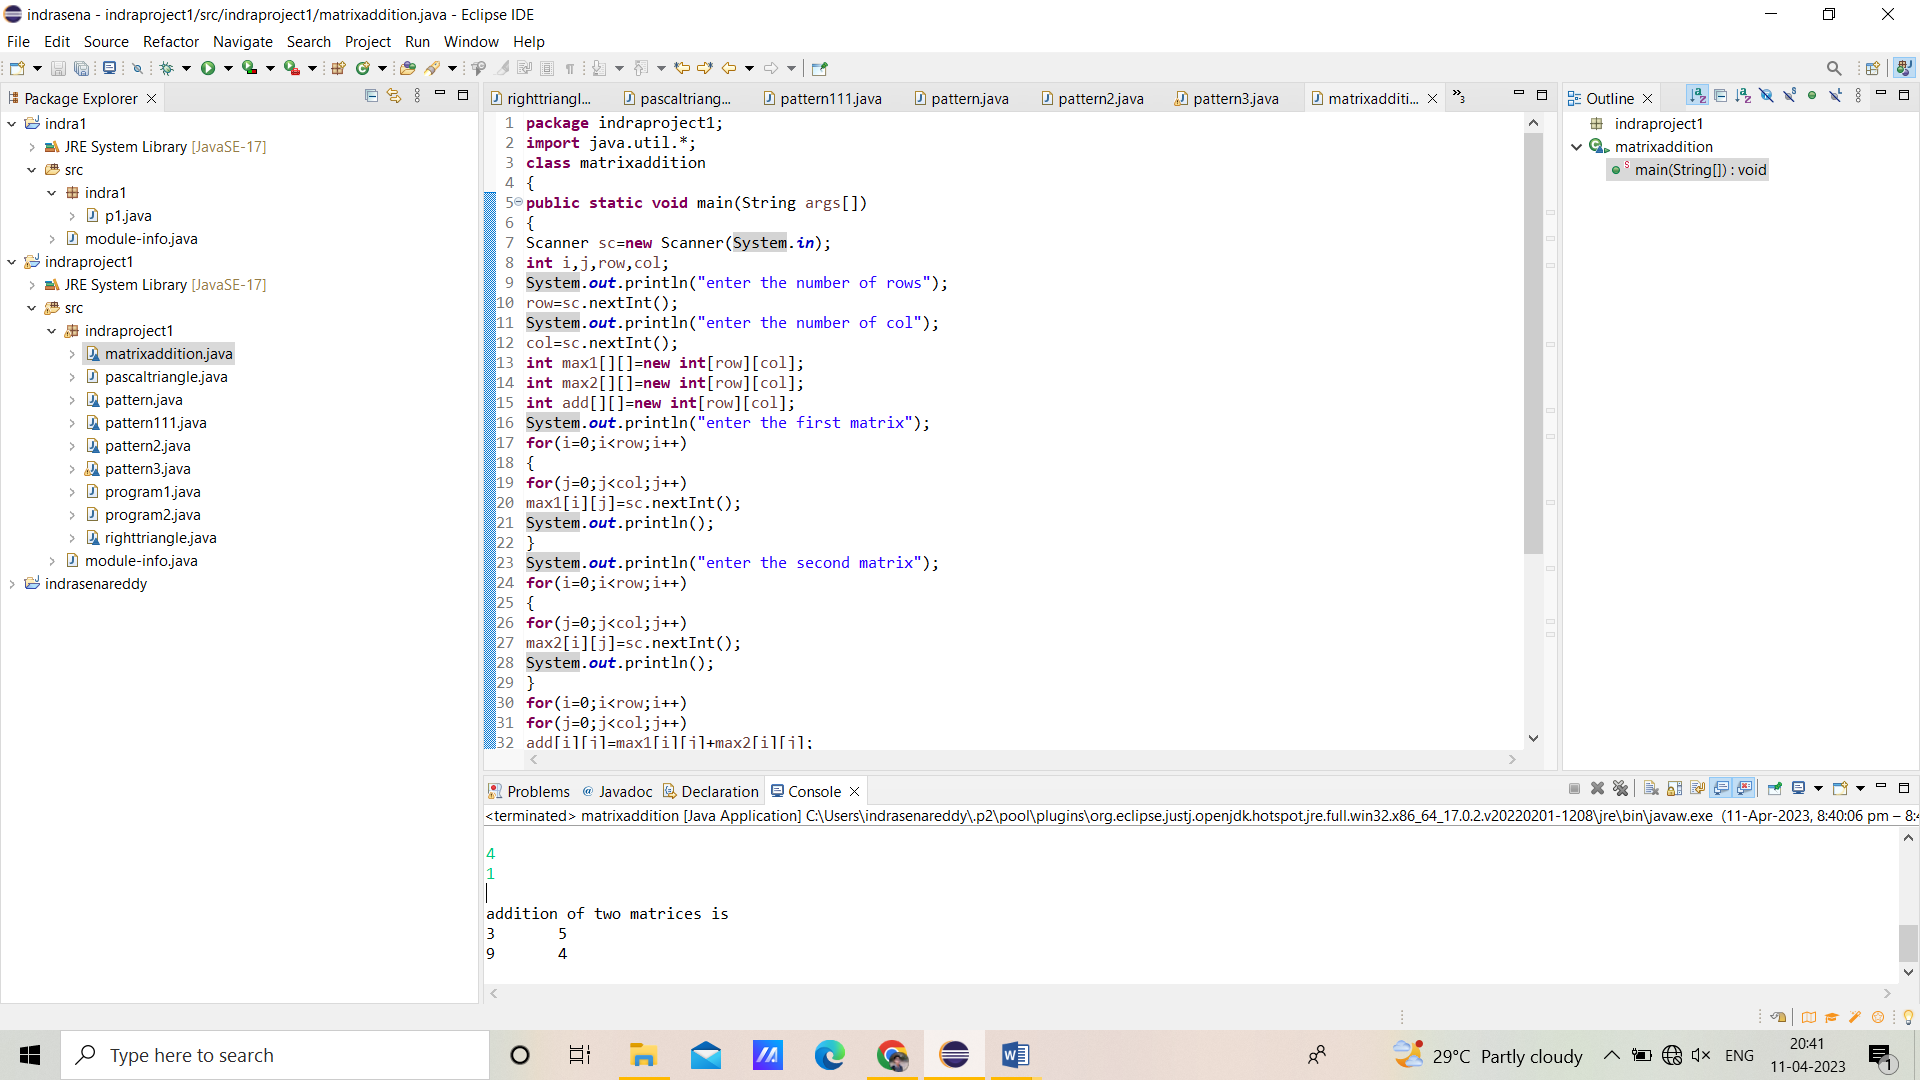 indrasena - indraproject1/src/indraproject1/matrixaddition.java - Eclipse IDE
File Edit Source Refactor Navigate Search Project Run Window Help
Package Explorer
indra1
JRE System Library [JavaSE-17]
src
indra1
p1.java
module-info.java
indraproject1
JRE System Library [JavaSE-17]
src
indraproject1
matrixaddition.java
pascaltriangle.java
pattern.java
pattern111.java
pattern2.java
pattern3.java
program1.java
program2.java
righttriangle.java
module-info.java
indrasenareddy
righttriangl... pascaltriang... pattern111.java pattern.java pattern2.java pattern3.java matrixadditi... »3
1 package indraproject1;
2 import java.util.*;
3 class matrixaddition
4 {
5 public static void main(String args[])
6 {
7 Scanner sc=new Scanner(System.in);
8 int i,j,row,col;
9 System.out.println("enter the number of rows");
10 row=sc.nextInt();
11 System.out.println("enter the number of col");
12 col=sc.nextInt();
13 int max1[][]=new int[row][col];
14 int max2[][]=new int[row][col];
15 int add[][]=new int[row][col];
16 System.out.println("enter the first matrix");
17 for(i=0;i<row;i++)
18 {
19 for(j=0;j<col;j++)
20 max1[i][j]=sc.nextInt();
21 System.out.println();
22 }
23 System.out.println("enter the second matrix");
24 for(i=0;i<row;i++)
25 {
26 for(j=0;j<col;j++)
27 max2[i][j]=sc.nextInt();
28 System.out.println();
29 }
30 for(i=0;i<row;i++)
31 for(j=0;j<col;j++)
32 add[i][j]=max1[i][j]+max2[i][j];
Outline
indraproject1
matrixaddition
main(String[]) : void
Problems @ Javadoc Declaration Console
<terminated> matrixaddition [Java Application] C:\Users\indrasenareddy\.p2\pool\plugins\org.eclipse.justj.openjdk.hotspot.jre.full.win32.x86_64_17.0.2.v20220201-1208\jre\bin\javaw.exe (11-Apr-2023, 8:40:06 pm – 8:4
4
1
addition of two matrices is
3 5
9 4
Type here to search
29°C Partly cloudy
ENG
20:41
11-04-2023
1